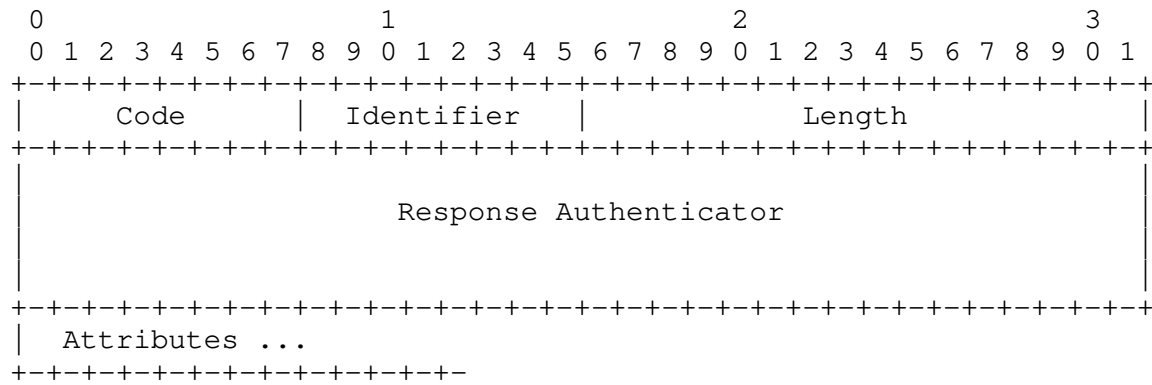 0                   1                   2                   3
 0 1 2 3 4 5 6 7 8 9 0 1 2 3 4 5 6 7 8 9 0 1 2 3 4 5 6 7 8 9 0 1
+-+-+-+-+-+-+-+-+-+-+-+-+-+-+-+-+-+-+-+-+-+-+-+-+-+-+-+-+-+-+-+-+
|     Code      |  Identifier   |            Length             |
+-+-+-+-+-+-+-+-+-+-+-+-+-+-+-+-+-+-+-+-+-+-+-+-+-+-+-+-+-+-+-+-+
|                                                               |
|                     Response Authenticator                    |
|                                                               |
|                                                               |
+-+-+-+-+-+-+-+-+-+-+-+-+-+-+-+-+-+-+-+-+-+-+-+-+-+-+-+-+-+-+-+-+
|  Attributes ...
+-+-+-+-+-+-+-+-+-+-+-+-+-